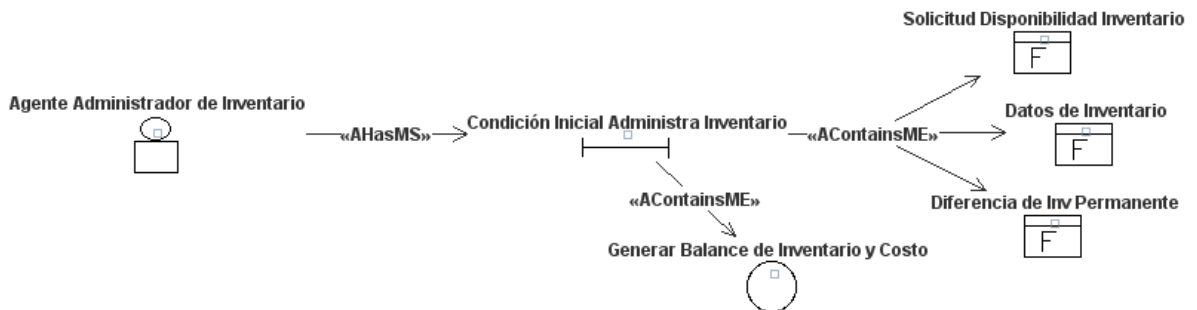 Solicitud Disponibilidad Inventario
F
Agente Administrador de Inventario
«AHasMS»
Condición Inicial Administra Inventario
«AContainsME»
Datos de Inventario
F
«AContainsME»
Diferencia de Inv Permanente
F
Generar Balance de Inventario y Costo